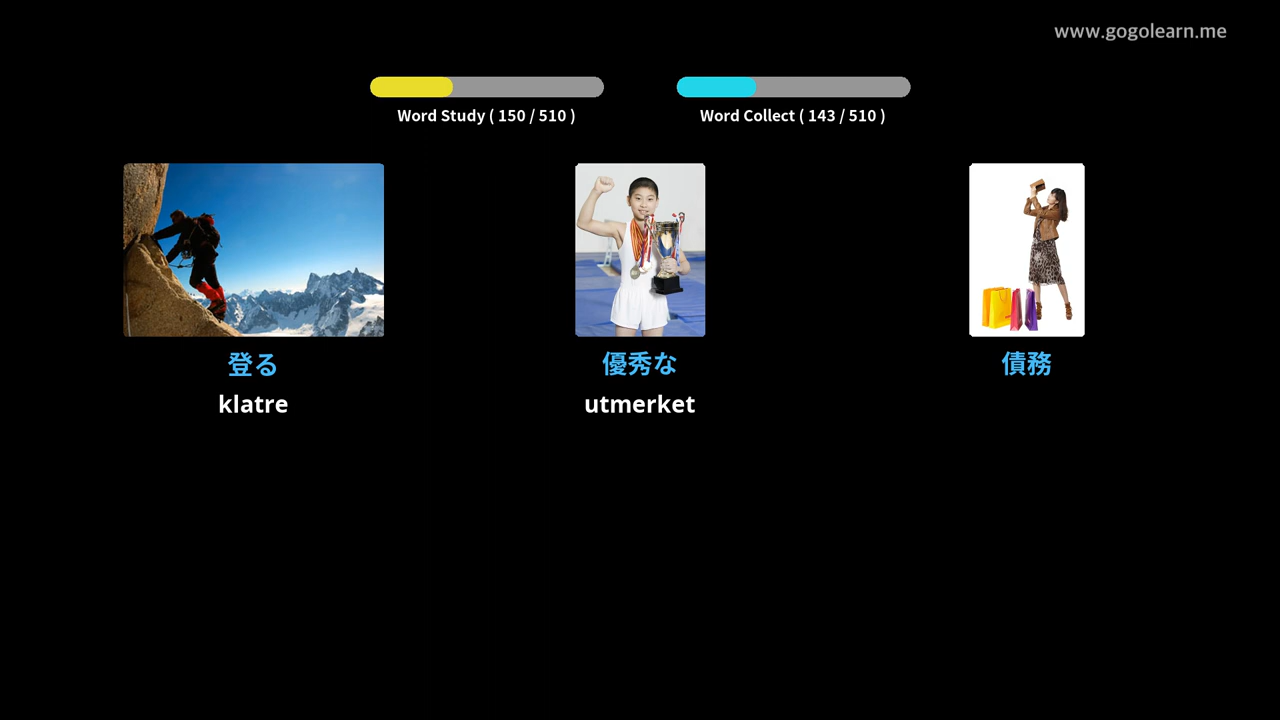 www.gogolearn.me
Word Study ( 150 / 510 )
Word Collect ( 143 / 510 )
登る
klatre
優秀な
utmerket
債務